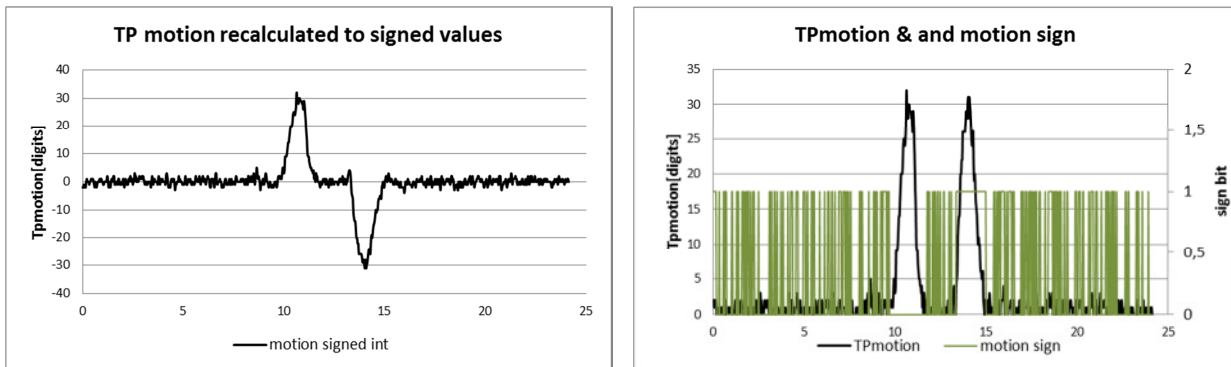 TP motion recalculated to signed values
Tpmotion[digits]
40
30
20
10
0
-10
-20
-30
-40
0 5 10 15 20 25
motion signed int
TPmotion & and motion sign
Tpmotion[digits]
35
30
25
20
15
10
5
0
2
1,5
1
0,5
0
sign bit
0 5 10 15 20 25
TPmotion motion sign